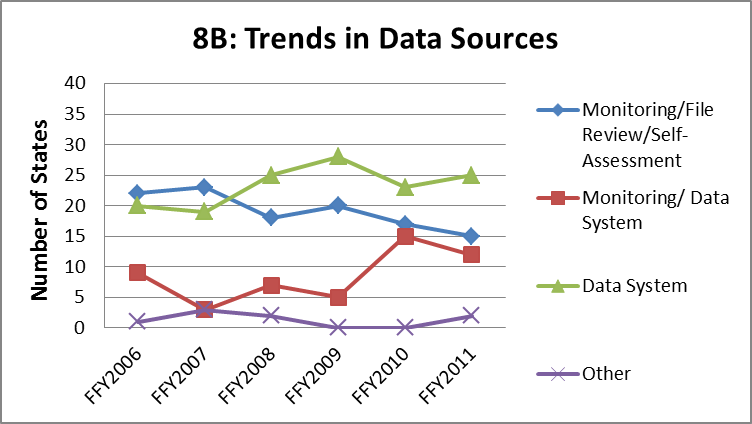 8B: Trends in Data Sources
Number of States
40
35
30
25
20
15
10
5
0
FFY2006
FFY2007
FFY2008
FFY2009
FFY2010
FFY2011
Monitoring/File
Review/Self-
Assessment
Monitoring/ Data
System
Data System
Other